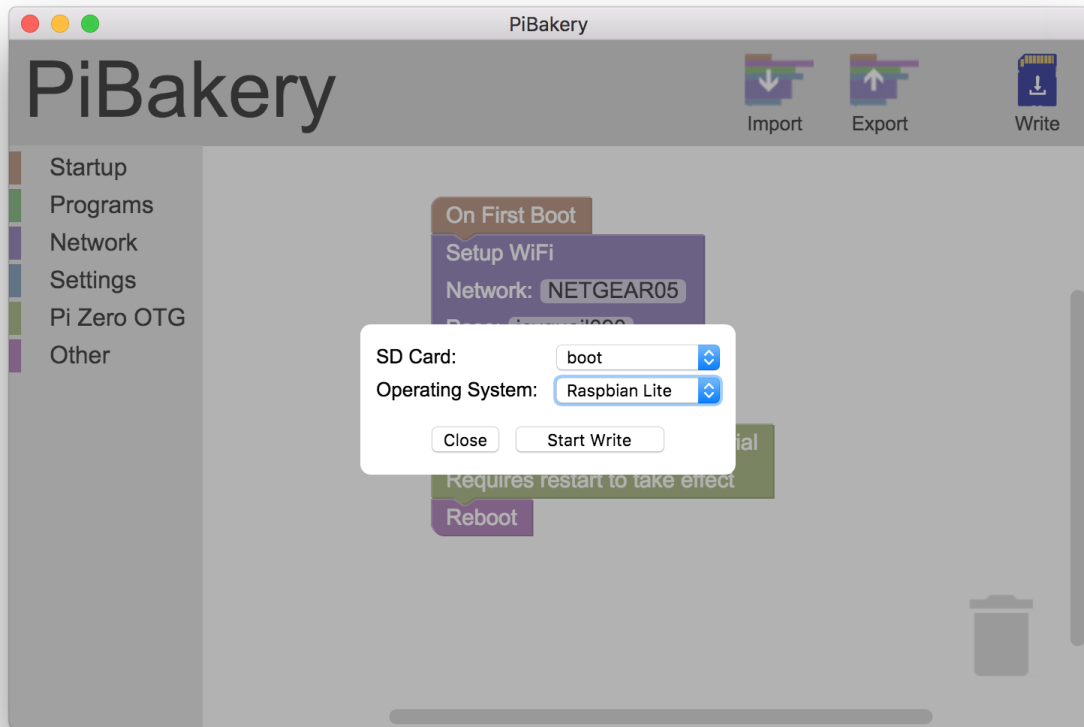 PiBakery
PiBakery
Import
Export
Write
Startup
Programs
Network
Settings
Pi Zero OTG
Other
On First Boot
Setup WiFi
Network: NETGEAR05
SD Card: boot
Operating System: Raspbian Lite
Close
Start Write
Requires restart to take effect
Reboot